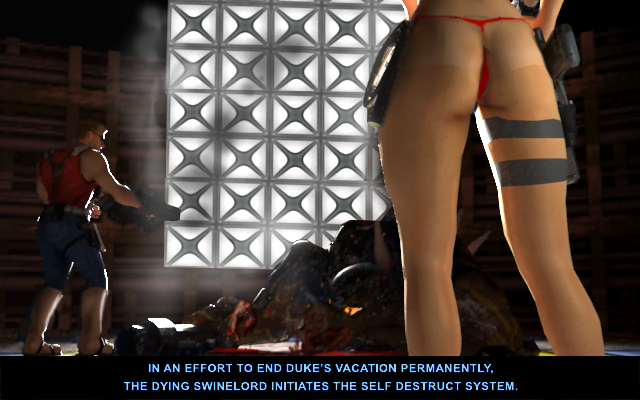 IN AN EFFORT TO END DUKE'S VACATION PERMANENTLY,
THE DYING SWINELORD INITIATES THE SELF DESTRUCT SYSTEM.